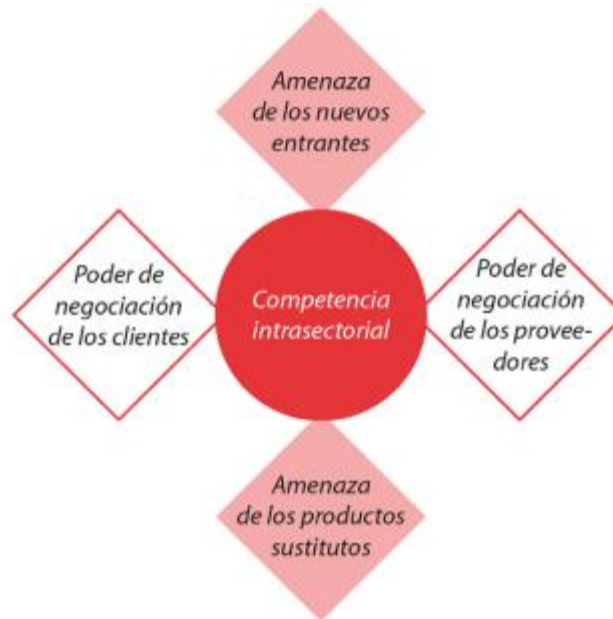 Amenaza
de los nuevos
entrantes
Poder de
negociación
de los clientes
Competencia
intrasectorial
Poder de
negociación
de los provee-
dores
Amenaza
de los productos
sustitutos